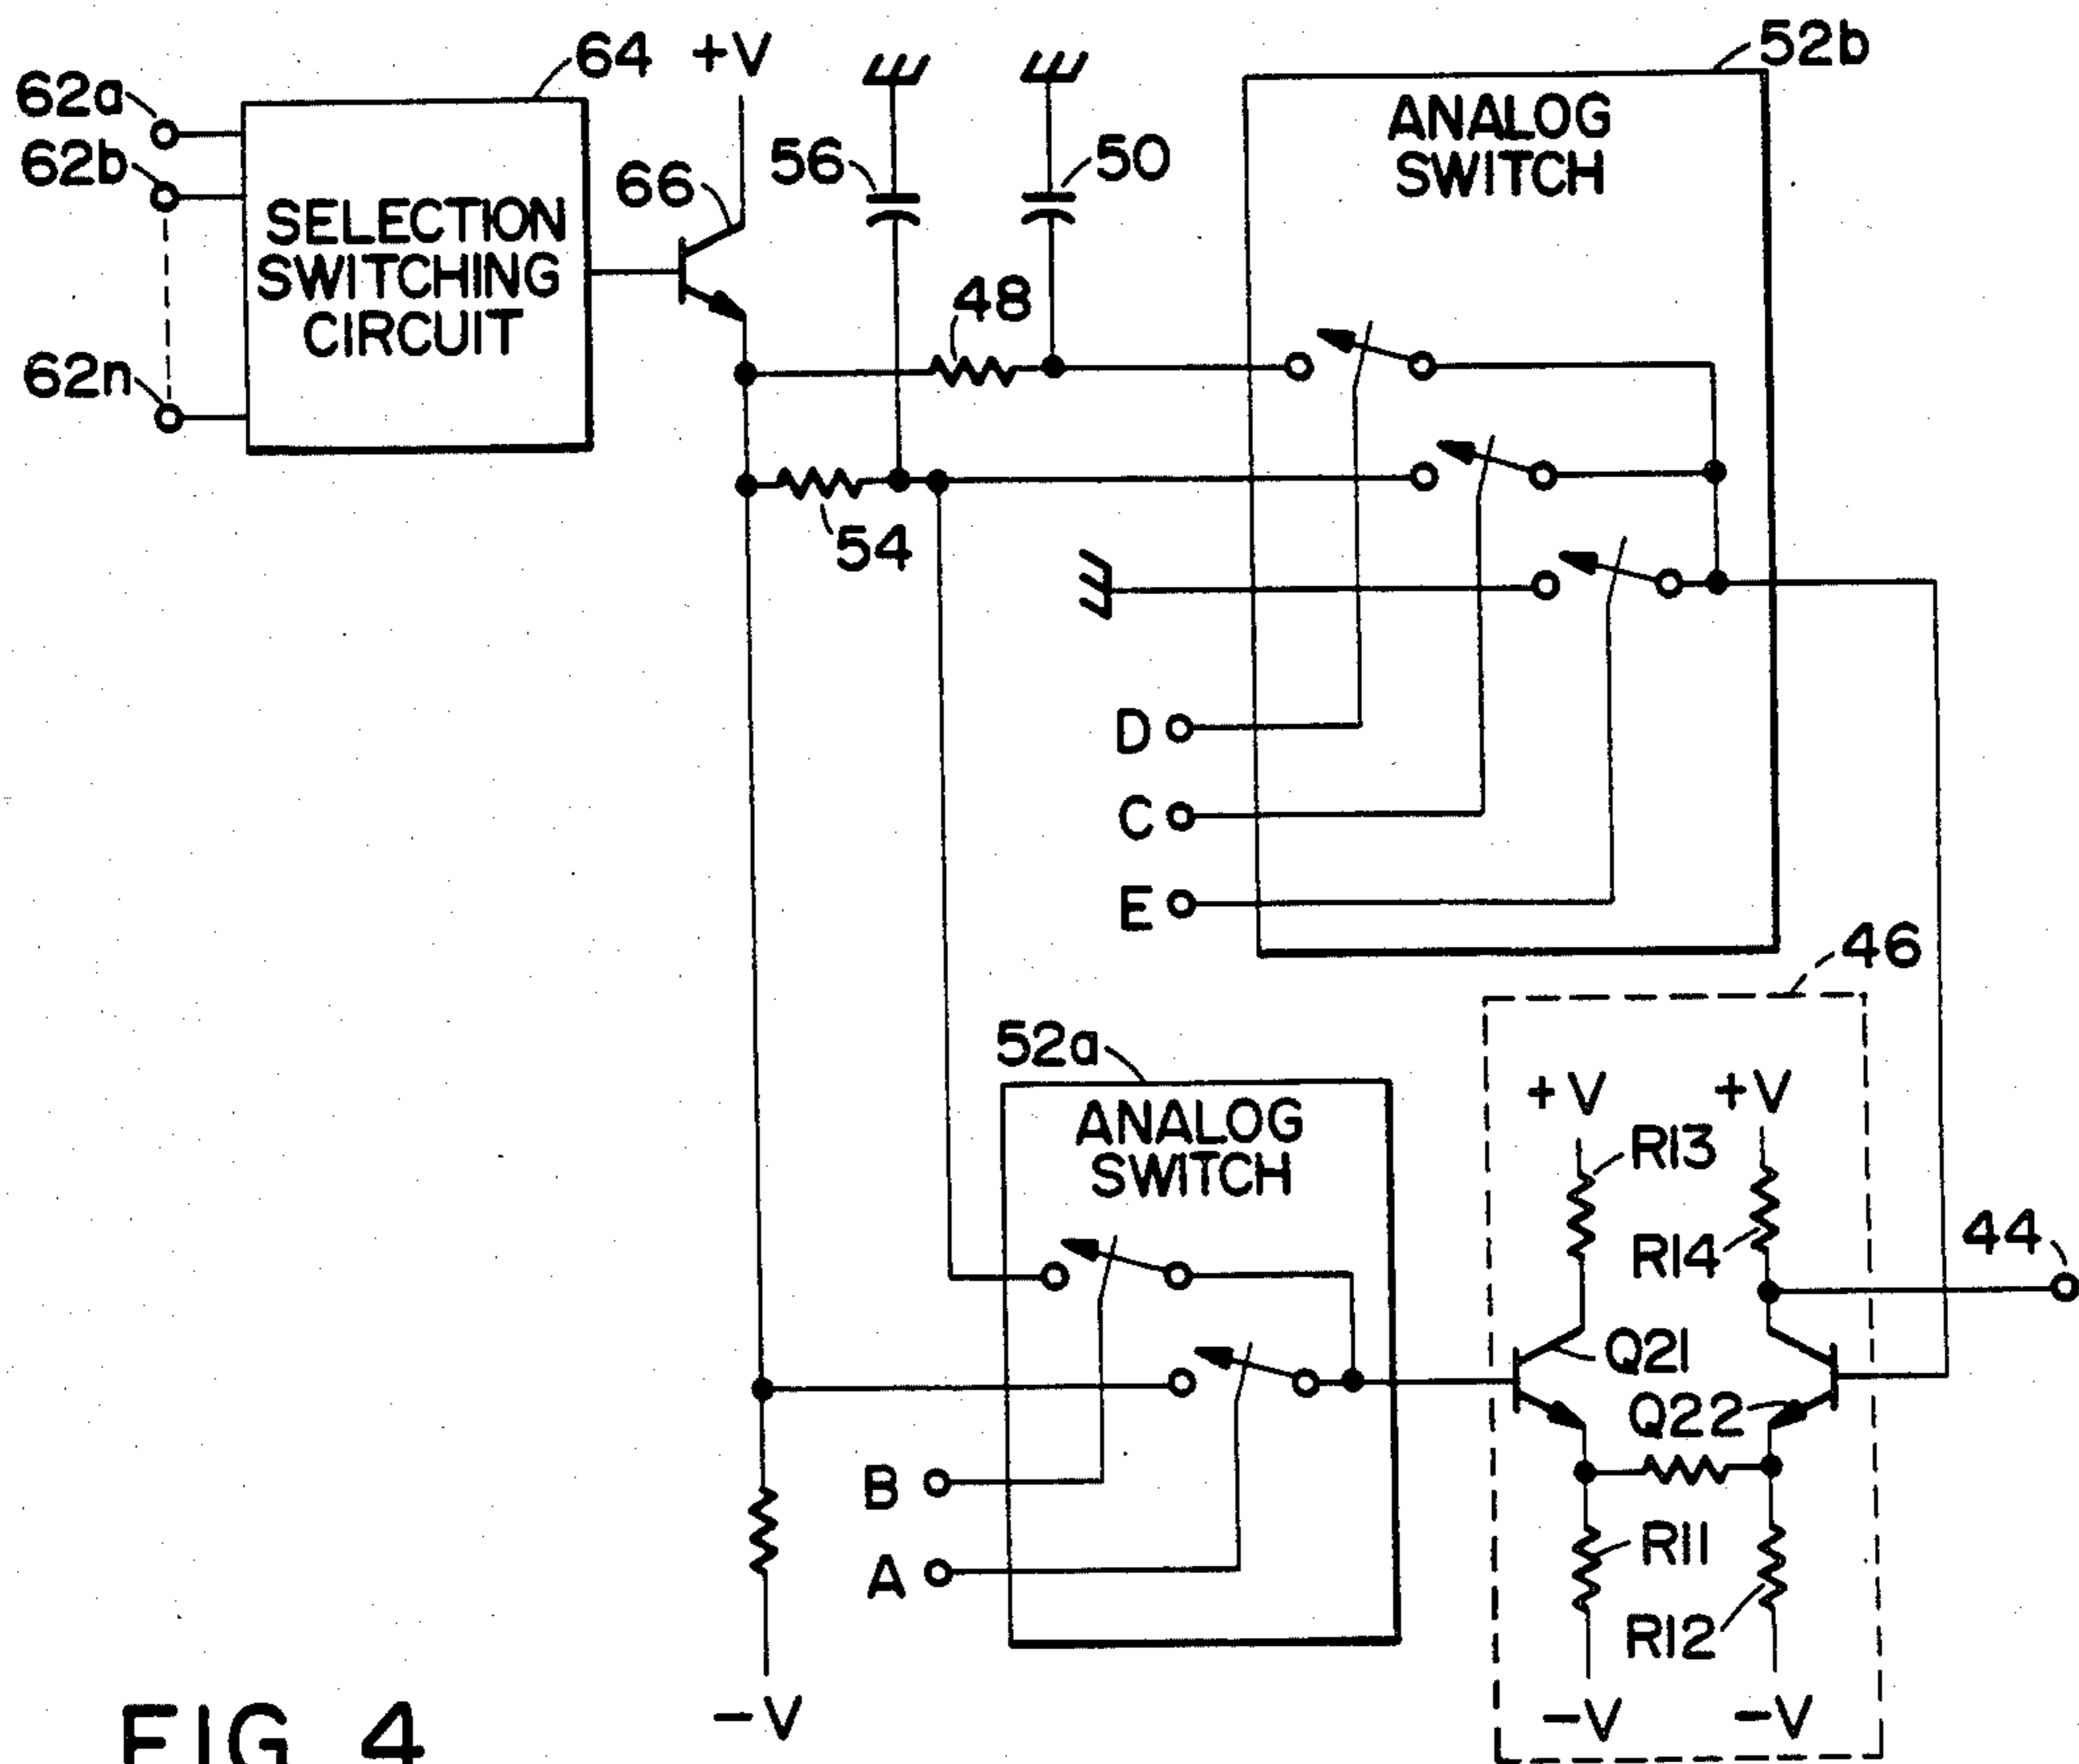 64
+V
52b
62a
ANALOG
SWITCH
62b
56
50
66
SELECTION
SWITCHING
CIRCUIT
48
62n
54
D
C
E
46
52a
ANALOG
SWITCH
+V
+V
R13
R14
44
Q21
Q22
B
A
R11
R12
-V
-V
-V
FIG 4